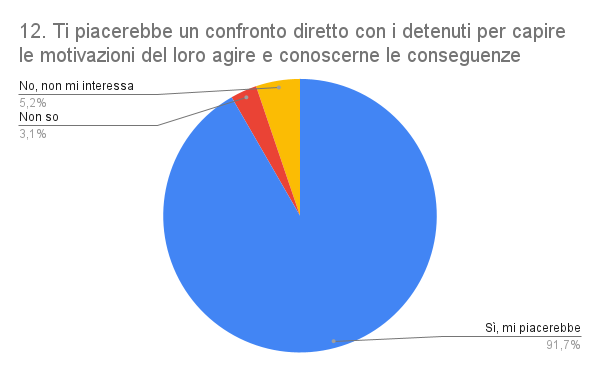 12. Ti piacerebbe un confronto diretto con i detenuti per capire
le motivazioni del loro agire e conoscerne le conseguenze
No, non mi interessa
5,2%
Non so
3,1%
Sì, mi piacerebbe
91,7%